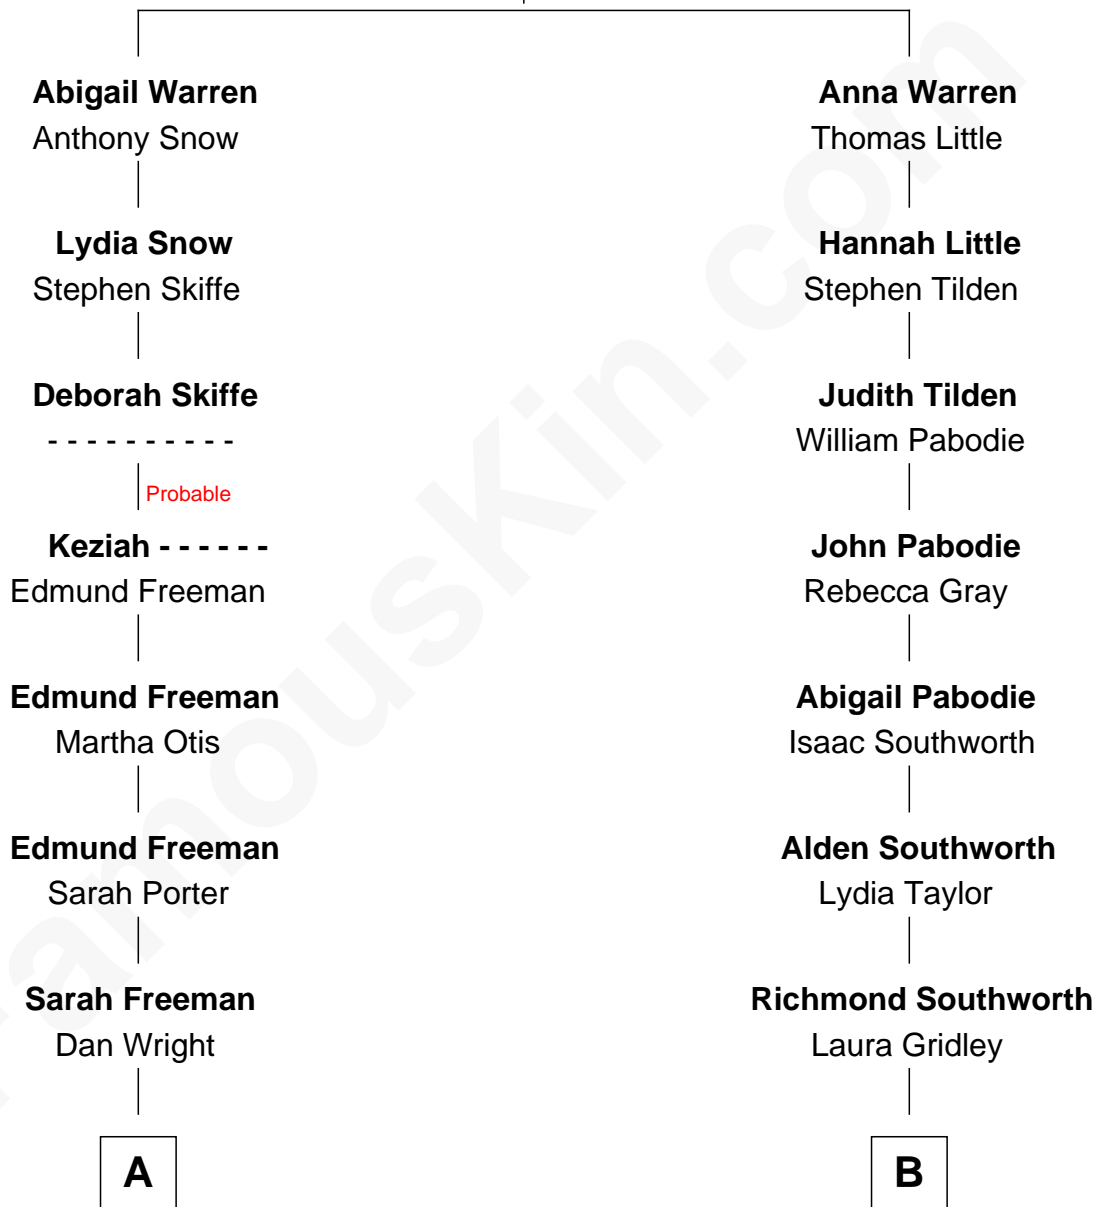 Abigail Warren
Anthony Snow
Anna Warren
Thomas Little
Lydia Snow
Stephen Skiffe
Hannah Little
Stephen Tilden
Deborah Skiffe
- - - - - - - - - -
Judith Tilden
William Pabodie
Probable
Keziah - - - - - -
Edmund Freeman
John Pabodie
Rebecca Gray
Edmund Freeman
Martha Otis
Abigail Pabodie
Isaac Southworth
Edmund Freeman
Sarah Porter
Alden Southworth
Lydia Taylor
Sarah Freeman
Dan Wright
Richmond Southworth
Laura Gridley
A
B
FamousKin.com